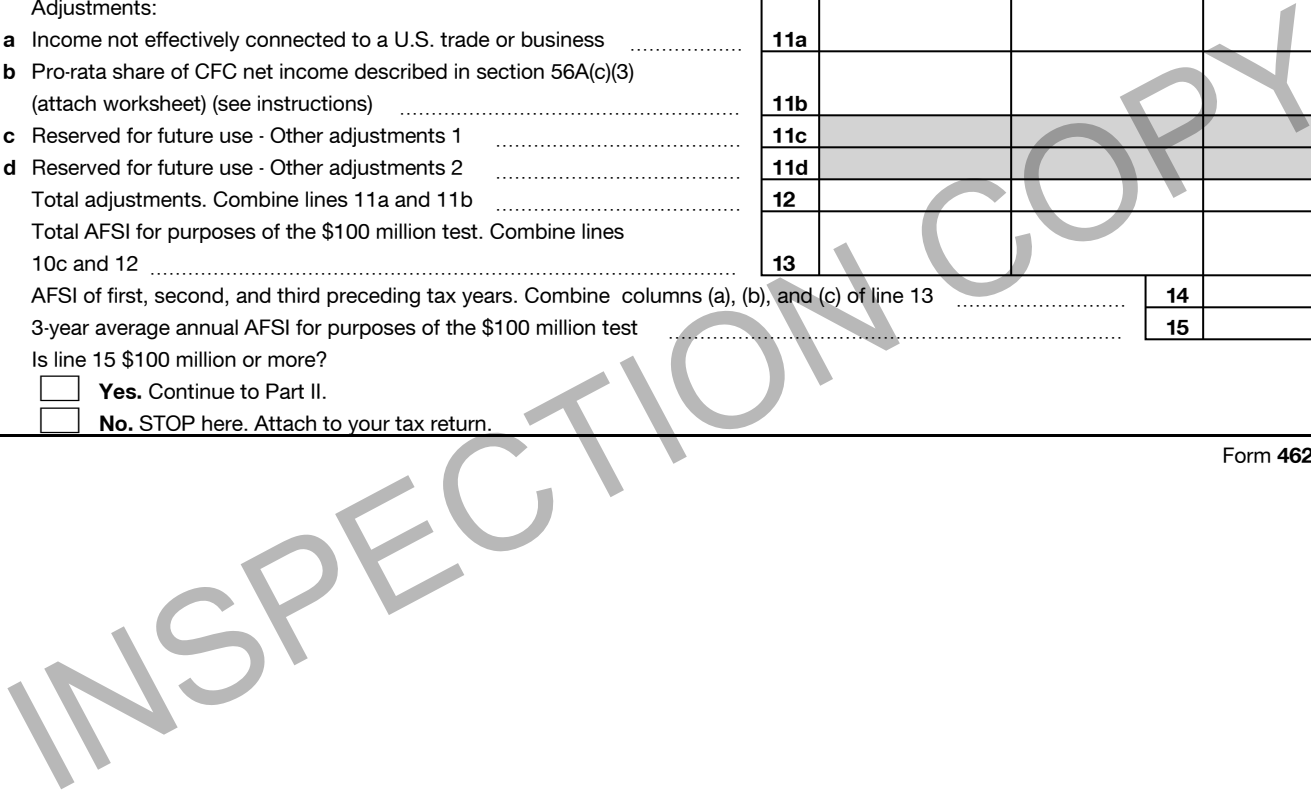 Adjustments:
a Income not effectively connected to a U.S. trade or business 11a
b Pro-rata share of CFC net income described in section 56A(c)(3)
(attach worksheet) (see instructions) 11b
c Reserved for future use - Other adjustments 1 11c
d Reserved for future use - Other adjustments 2 11d
Total adjustments. Combine lines 11a and 11b 12
Total AFSI for purposes of the $100 million test. Combine lines
10c and 12 13
AFSI of first, second, and third preceding tax years. Combine columns (a), (b), and (c) of line 13 14
3-year average annual AFSI for purposes of the $100 million test 15
Is line 15 $100 million or more?
Yes. Continue to Part II.
No. STOP here. Attach to your tax return.
Form 462
INSPECTION COPY